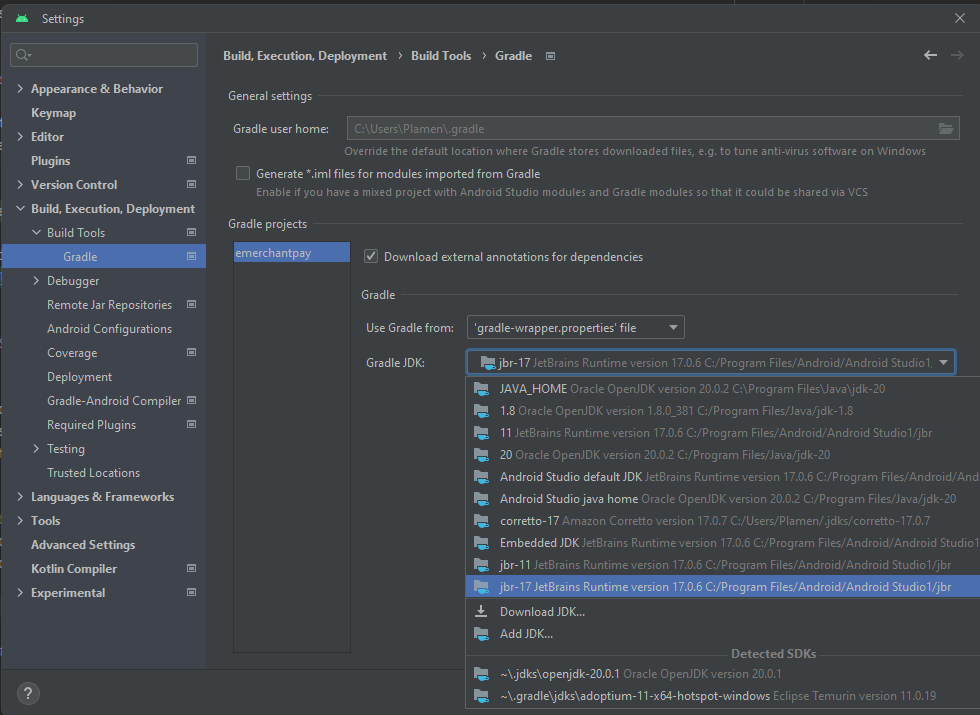 Settings
Build, Execution, Deployment › Build Tools › Gradle
Appearance & Behavior
Keymap
Editor
Plugins
Version Control
Build, Execution, Deployment
Build Tools
Gradle
Debugger
Remote Jar Repositories
Android Configurations
Coverage
Deployment
Gradle-Android Compiler
Required Plugins
Testing
Trusted Locations
Languages & Frameworks
Tools
Advanced Settings
Kotlin Compiler
Experimental
?
General settings
Gradle user home: C:\Users\Plamen\.gradle
Override the default location where Gradle stores downloaded files, e.g. to tune anti-virus software on Windows
Generate *.iml files for modules imported from Gradle
Enable if you have a mixed project with Android Studio modules and Gradle modules so that it could be shared via VCS
Gradle projects
emerchantpay
Download external annotations for dependencies
Gradle
Use Gradle from: 'gradle-wrapper.properties' file
Gradle JDK: jbr-17 JetBrains Runtime version 17.0.6 C:/Program Files/Android/Android Studio1/
JAVA_HOME Oracle OpenJDK version 20.0.2 C:\Program Files\Java\jdk-20
1.8 Oracle OpenJDK version 1.8.0_381 C:/Program Files/Java/jdk-1.8
11 JetBrains Runtime version 17.0.6 C:/Program Files/Android/Android Studio1/jbr
20 Oracle OpenJDK version 20.0.2 C:/Program Files/Java/jdk-20
Android Studio default JDK JetBrains Runtime version 17.0.6 C:/Program Files/Android/And
Android Studio java home Oracle OpenJDK version 20.0.2 C:/Program Files/Java/jdk-20
corretto-17 Amazon Corretto version 17.0.7 C:/Users/Plamen/.jdks/corretto-17.0.7
Embedded JDK JetBrains Runtime version 17.0.6 C:/Program Files/Android/Android Studio1
jbr-11 JetBrains Runtime version 17.0.6 C:/Program Files/Android/Android Studio1/jbr
jbr-17 JetBrains Runtime version 17.0.6 C:/Program Files/Android/Android Studio1/jbr
Download JDK...
Add JDK...
Detected SDKs
~\.jdks\openjdk-20.0.1 Oracle OpenJDK version 20.0.1
~\.gradle\jdks\adoptium-11-x64-hotspot-windows Eclipse Temurin version 11.0.19